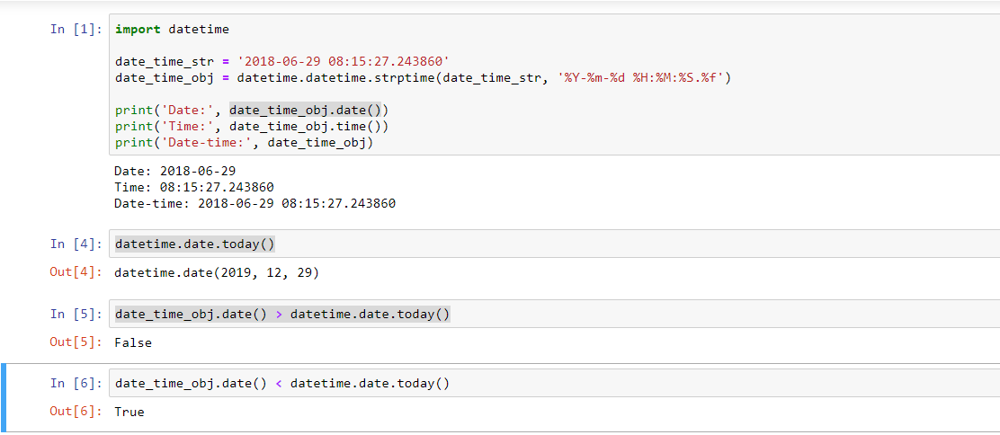 In [1]: import datetime
date_time_str = '2018-06-29 08:15:27.243860'
date_time_obj = datetime.datetime.strptime(date_time_str, '%Y-%m-%d %H:%M:%S.%f')
print('Date:', date_time_obj.date())
print('Time:', date_time_obj.time())
print('Date-time:', date_time_obj)
Date: 2018-06-29
Time: 08:15:27.243860
Date-time: 2018-06-29 08:15:27.243860
In [4]: datetime.date.today()
Out[4]: datetime.date(2019, 12, 29)
In [5]: date_time_obj.date() > datetime.date.today()
Out[5]: False
In [6]: date_time_obj.date() < datetime.date.today()
Out[6]: True